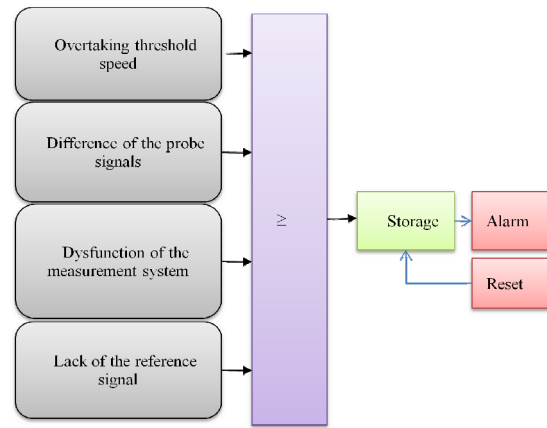 Overtaking threshold
speed
Difference of the probe
signals
Dysfunction of the
measurement system
Lack of the reference
signal
≥
Storage
Alarm
Reset